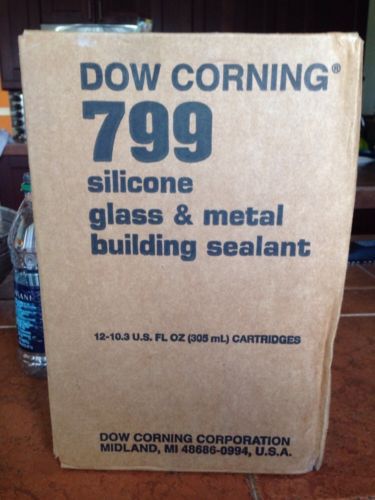 DOW CORNING®
799
silicone
glass & metal
building sealant
12-10.3 U.S. FL OZ (305 mL) CARTRIDGES
DOW CORNING CORPORATION
MIDLAND, MI 48686-0994, U.S.A.